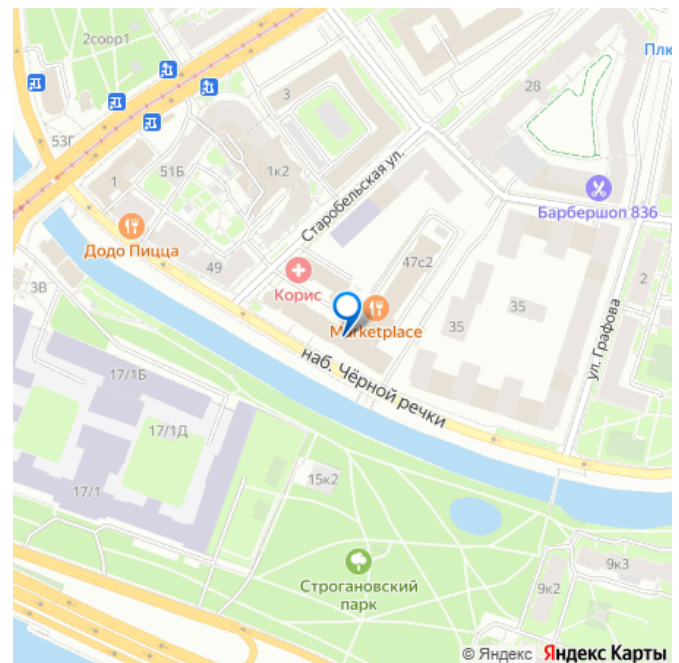 2соор1
Плю
3
28
53Г
51Б
1
1к2
Старобельская ул.
Барбершоп 836
Додо Пицца
49
47с2
Корис
2
3В
Marketplace
35
35
ул. Графова
наб. Чёрной речки
17/1Б
17/1Д
15к2
17/1
Строгановский
парк
9к3
9к2
© Яндекс Яндекс Карты